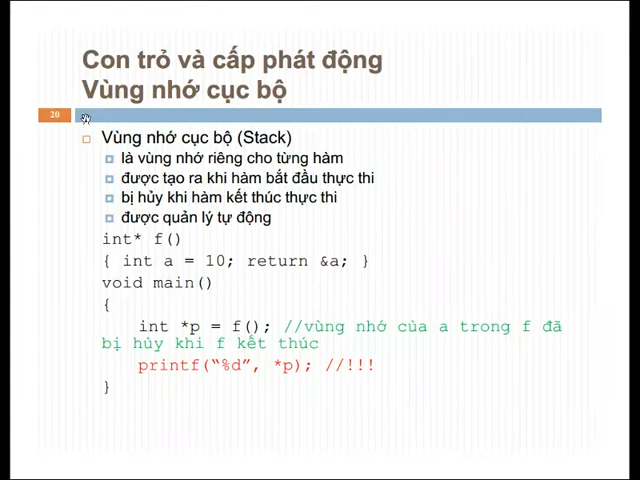 Con trỏ và cấp phát động
Vùng nhớ cục bộ
20
Vùng nhớ cục bộ (Stack)
là vùng nhớ riêng cho từng hàm
được tạo ra khi hàm bắt đầu thực thi
bị hủy khi hàm kết thúc thực thi
được quản lý tự động
int* f()
{ int a = 10; return &a; }
void main()
{
int *p = f(); //vùng nhớ của a trong f đã
bị hủy khi f kết thúc
printf(“%d”, *p); //!!!
}